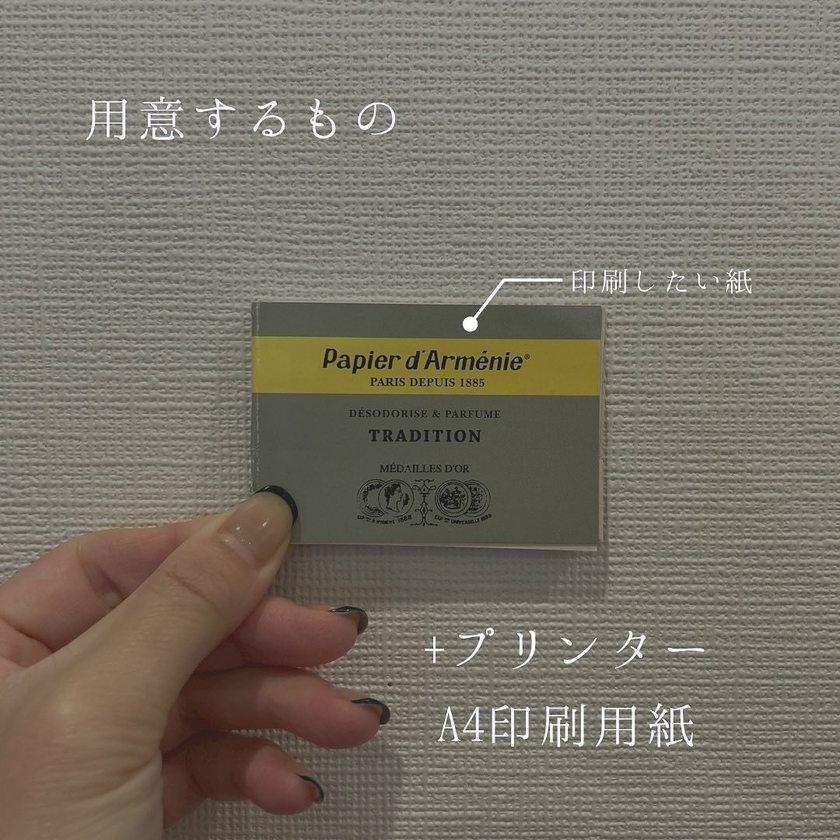 用意するもの
印刷したい紙
Papier d'Arménie®
PARIS DEPUIS 1885
DÉSODORISE & PARFUME
TRADITION
MÉDAILLES D'OR
+プリンター
A4印刷用紙